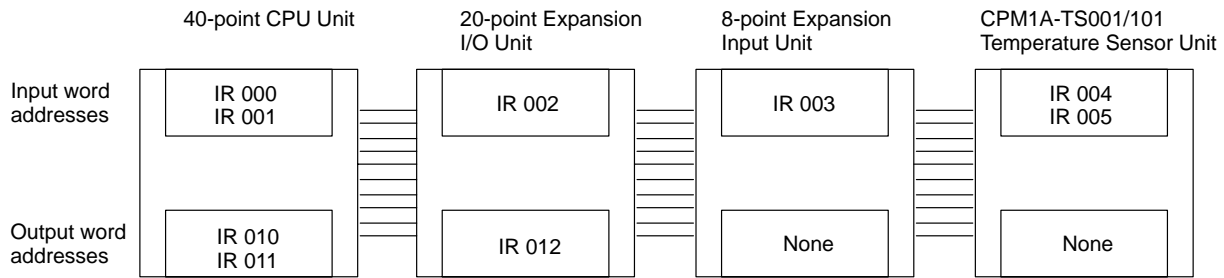 40-point CPU Unit
20-point Expansion
I/O Unit
8-point Expansion
Input Unit
CPM1A-TS001/101
Temperature Sensor Unit
Input word
addresses
IR 000
IR 001
IR 002
IR 003
IR 004
IR 005
Output word
addresses
IR 010
IR 011
IR 012
None
None